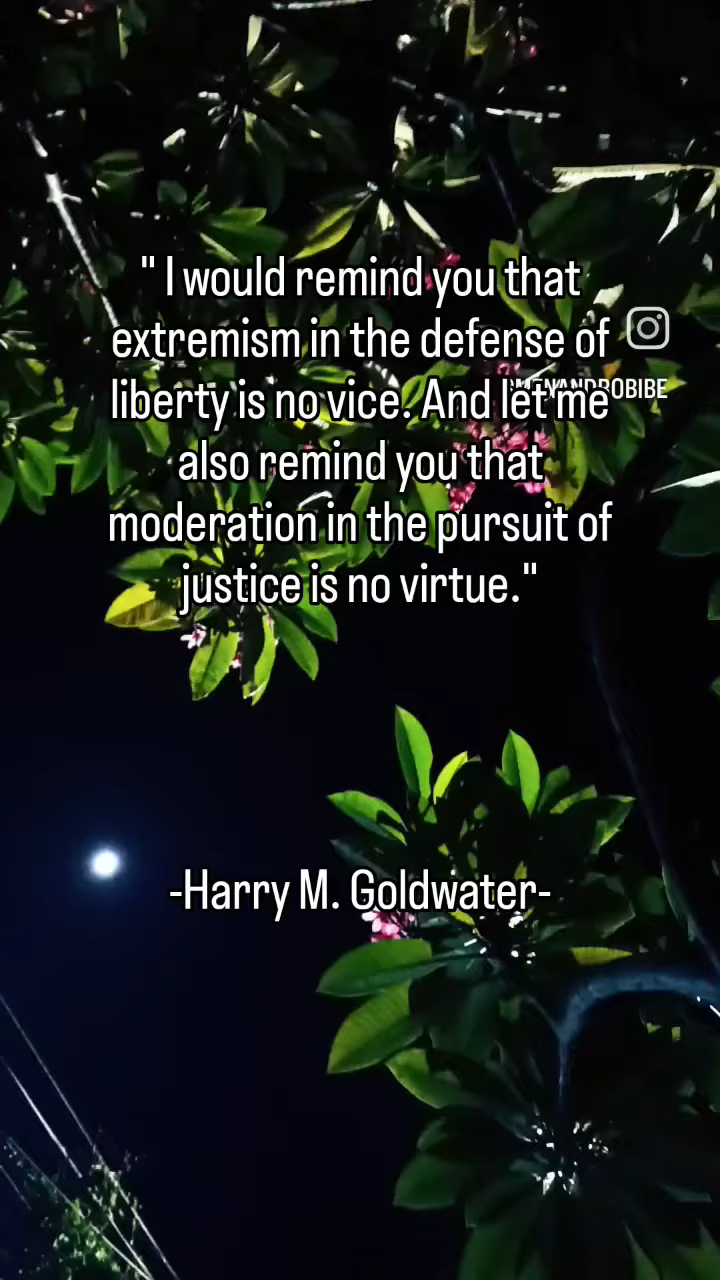 " I would remind you that
extremism in the defense of
liberty is no vice. And let me
also remind you that
moderation in the pursuit of
justice is no virtue."
-Harry M. Goldwater-